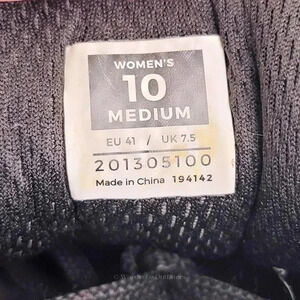 WOMEN'S
10
MEDIUM
EU 41 / UK 7.5
201305100
Made in China 194142